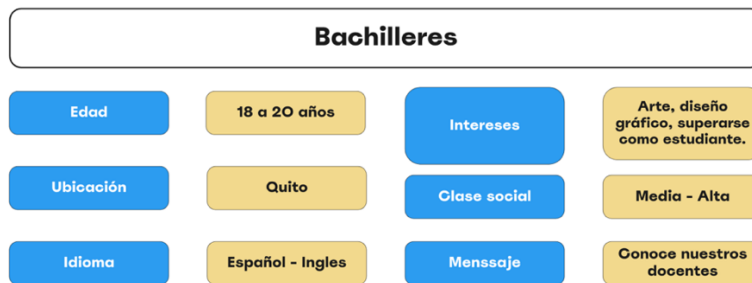 Bachilleres
Edad
18 a 20 años
Intereses
Arte, diseño
gráfico, superarse
como estudiante.
Ubicación
Quito
Clase social
Media - Alta
Idioma
Español - Ingles
Menssaje
Conoce nuestros
docentes